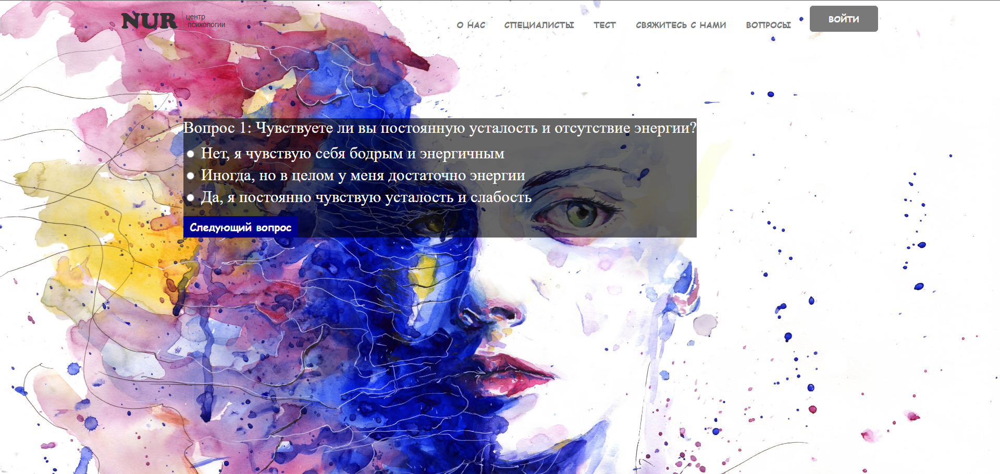 NUR центр психологии
О НАС СПЕЦИАЛИСТЫ ТЕСТ СВЯЖИТЕСЬ С НАМИ ВОПРОСЫ ВОЙТИ
Вопрос 1: Чувствуете ли вы постоянную усталость и отсутствие энергии?
Нет, я чувствую себя бодрым и энергичным
Иногда, но в целом у меня достаточно энергии
Да, я постоянно чувствую усталость и слабость
Следующий вопрос